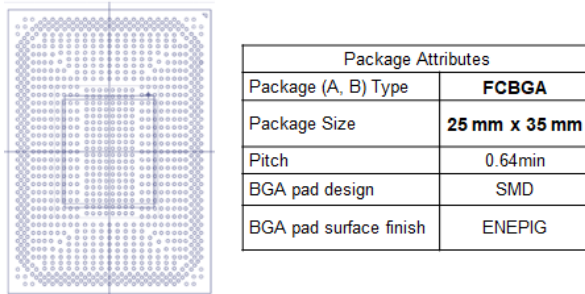 Package Attributes
Package (A, B) Type FCBGA
Package Size 25 mm x 35 mm
Pitch 0.64min
BGA pad design SMD
BGA pad surface finish ENEPIG